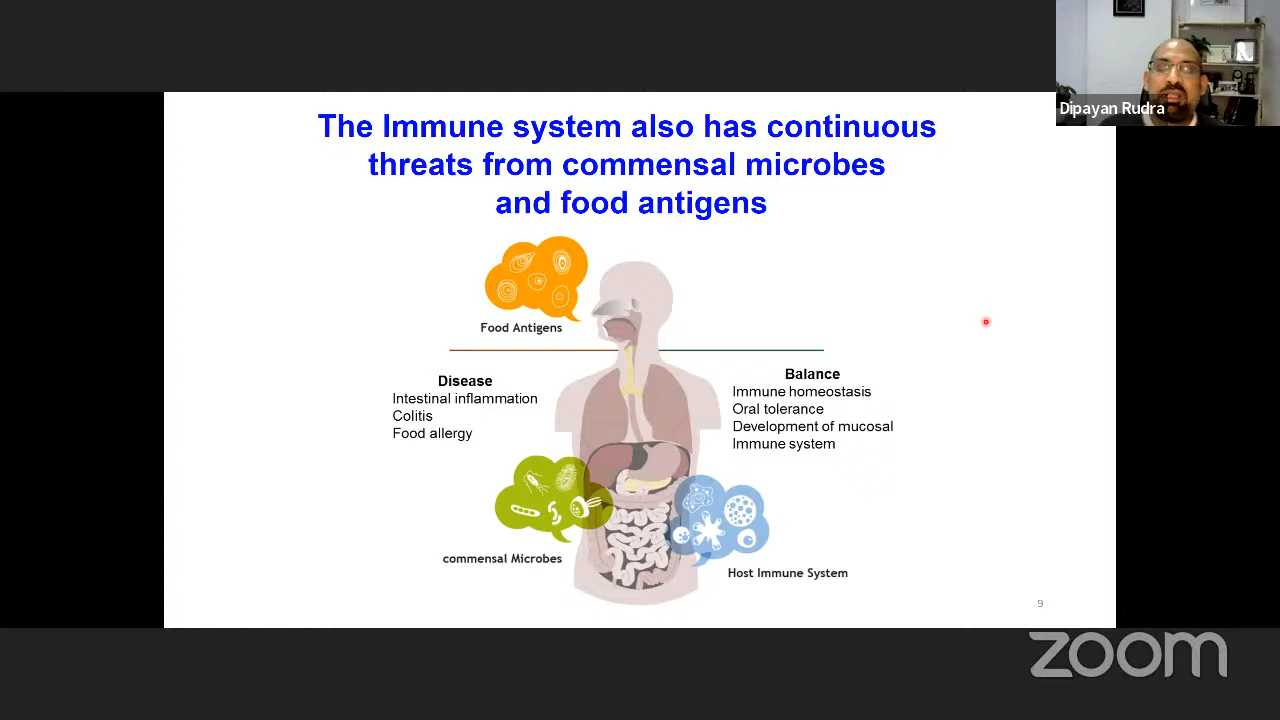 Dipayan Rudra
The Immune system also has continuous
threats from commensal microbes
and food antigens
Food Antigens
Disease
Intestinal inflammation
Colitis
Food allergy
Balance
Immune homeostasis
Oral tolerance
Development of mucosal
Immune system
commensal Microbes
Host Immune System
9
zoom